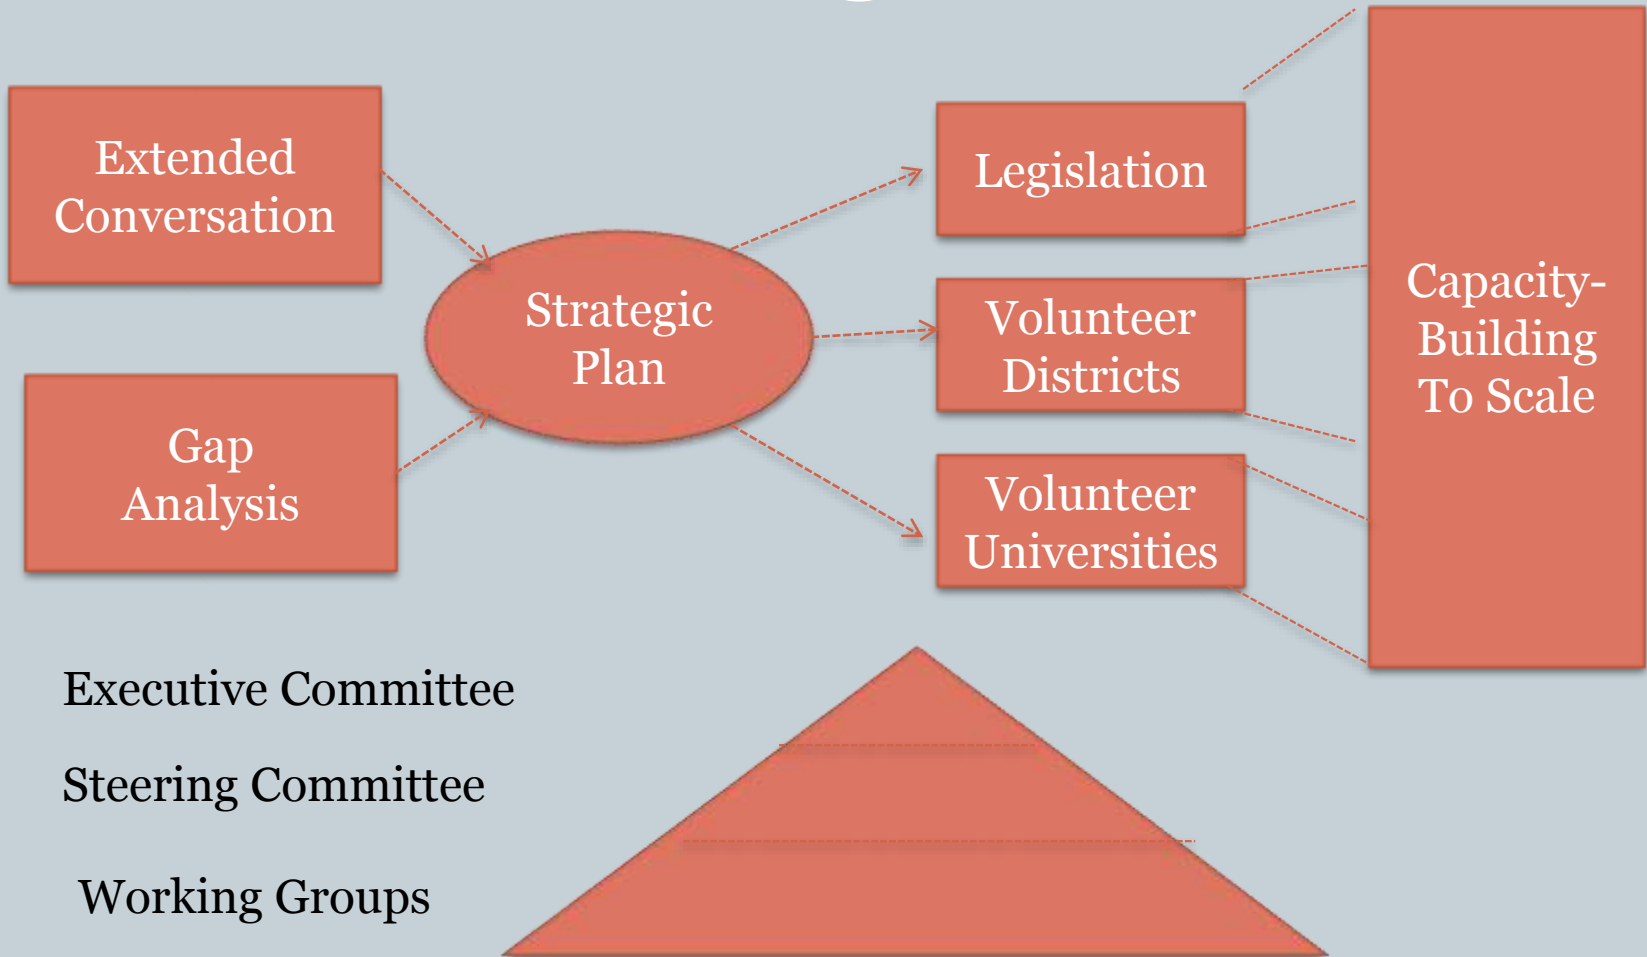 Extended
Conversation
Gap
Analysis
Strategic
Plan
Legislation
Volunteer
Districts
Volunteer
Universities
Capacity-
Building
To Scale
Executive Committee
Steering Committee
Working Groups